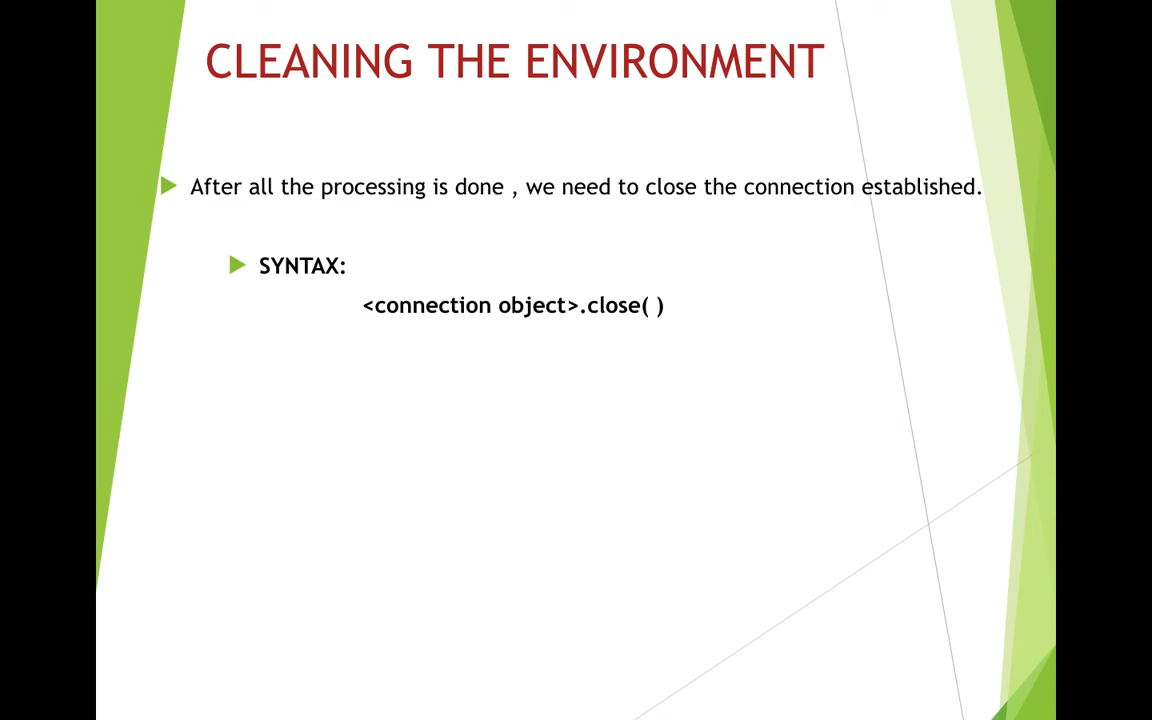 CLEANING THE ENVIRONMENT
After all the processing is done , we need to close the connection established.
SYNTAX:
<connection object>.close( )